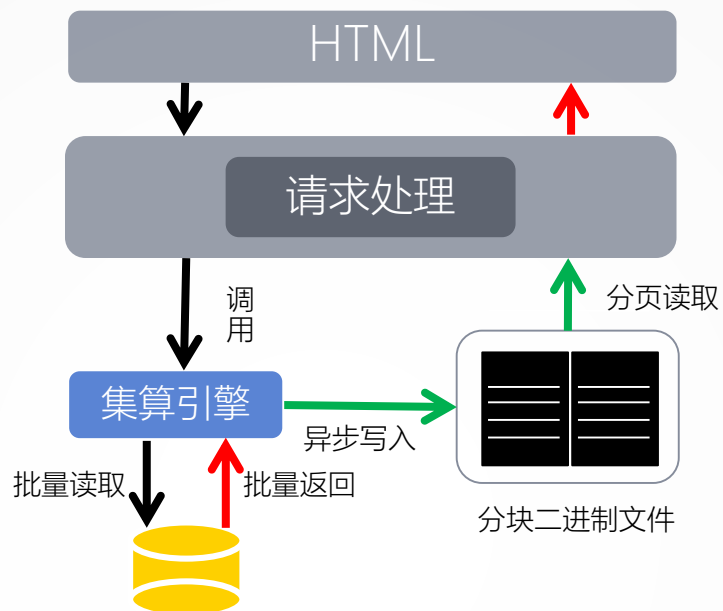 HTML
请求处理
调
用
分页读取
集算引擎
异步写入
批量读取
批量返回
分块二进制文件